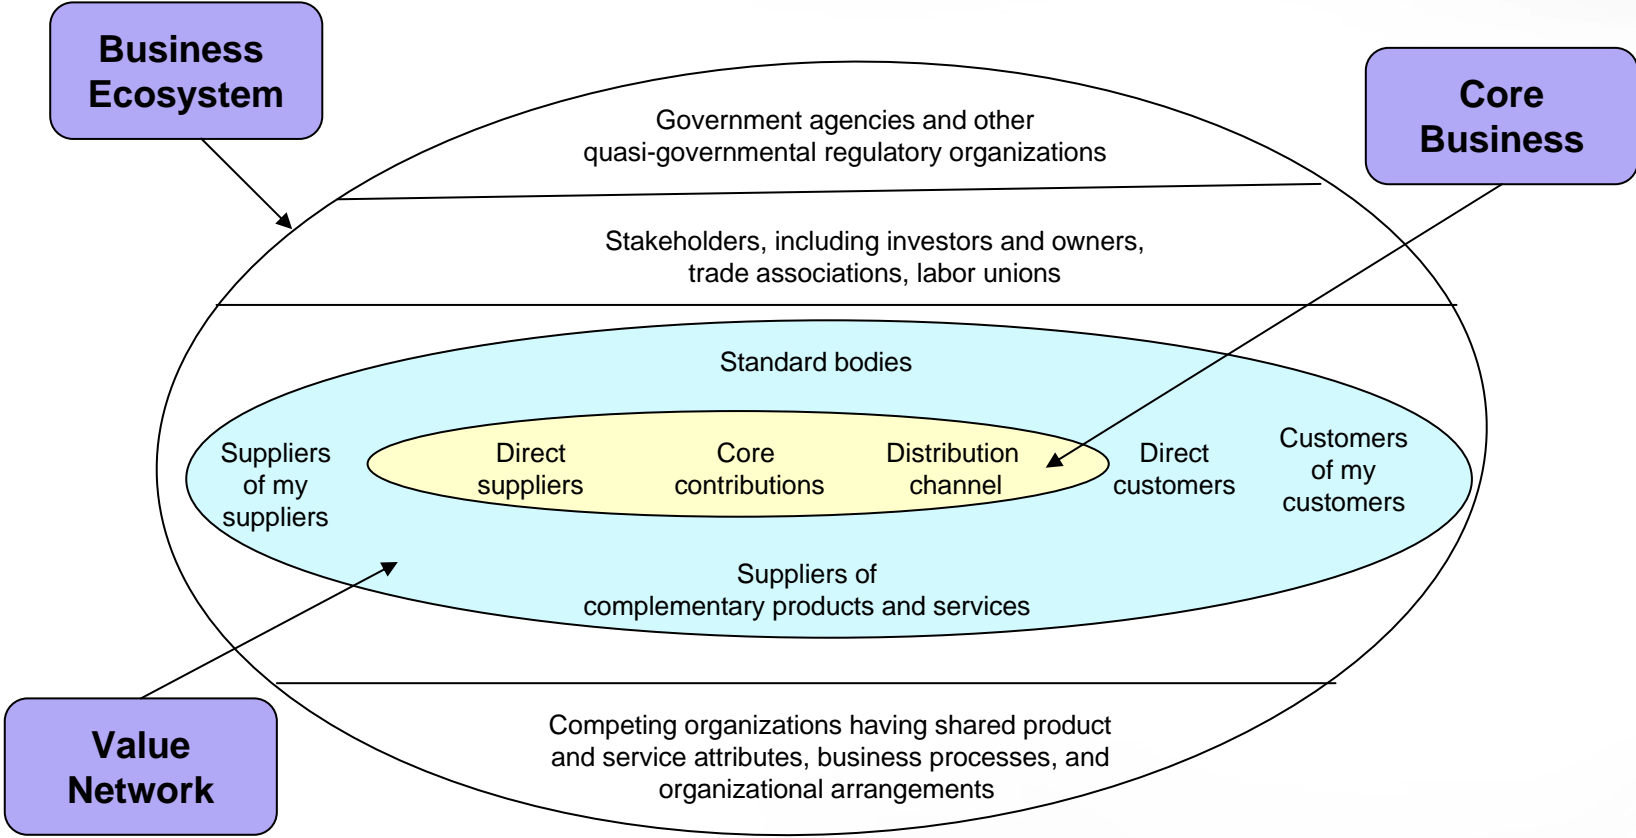 Business
Ecosystem
Core
Business
Government agencies and other
quasi-governmental regulatory organizations
Stakeholders, including investors and owners,
trade associations, labor unions
Standard bodies
Suppliers
of my
suppliers
Direct
suppliers
Core
contributions
Distribution
channel
Direct
customers
Customers
of my
customers
Suppliers of
complementary products and services
Value
Network
Competing organizations having shared product
and service attributes, business processes, and
organizational arrangements